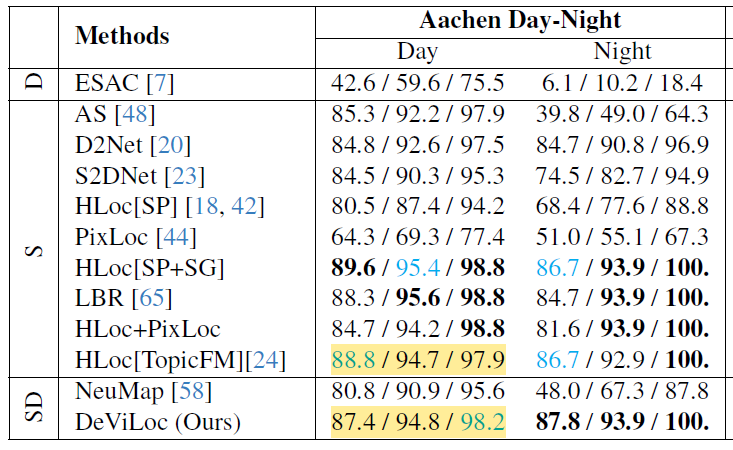 Methods Aachen Day-Night
Day Night
D ESAC [7] 42.6 / 59.6 / 75.5 6.1 / 10.2 / 18.4
S AS [48] 85.3 / 92.2 / 97.9 39.8 / 49.0 / 64.3
D2Net [20] 84.8 / 92.6 / 97.5 84.7 / 90.8 / 96.9
S2DNet [23] 84.5 / 90.3 / 95.3 74.5 / 82.7 / 94.9
HLoc[SP] [18, 42] 80.5 / 87.4 / 94.2 68.4 / 77.6 / 88.8
PixLoc [44] 64.3 / 69.3 / 77.4 51.0 / 55.1 / 67.3
HLoc[SP+SG] 89.6 / 95.4 / 98.8 86.7 / 93.9 / 100.
LBR [65] 88.3 / 95.6 / 98.8 84.7 / 93.9 / 100.
HLoc+PixLoc 84.7 / 94.2 / 98.8 81.6 / 93.9 / 100.
HLoc[TopicFM][24] 88.8 / 94.7 / 97.9 86.7 / 92.9 / 100.
SD NeuMap [58] 80.8 / 90.9 / 95.6 48.0 / 67.3 / 87.8
DeViLoc (Ours) 87.4 / 94.8 / 98.2 87.8 / 93.9 / 100.